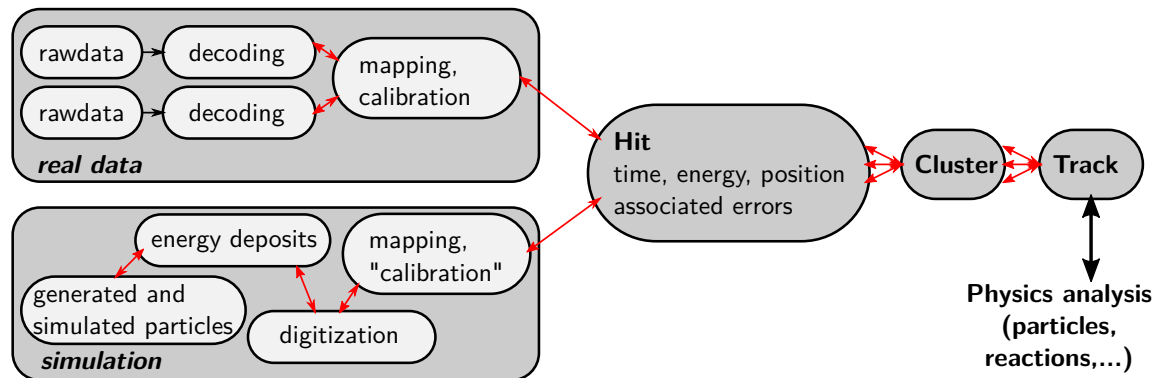 rawdata
decoding
rawdata
decoding
mapping,
calibration
real data
energy deposits
mapping,
"calibration"
generated and
simulated particles
digitization
simulation
Hit
time, energy, position
associated errors
Cluster
Track
Physics analysis
(particles,
reactions,...)